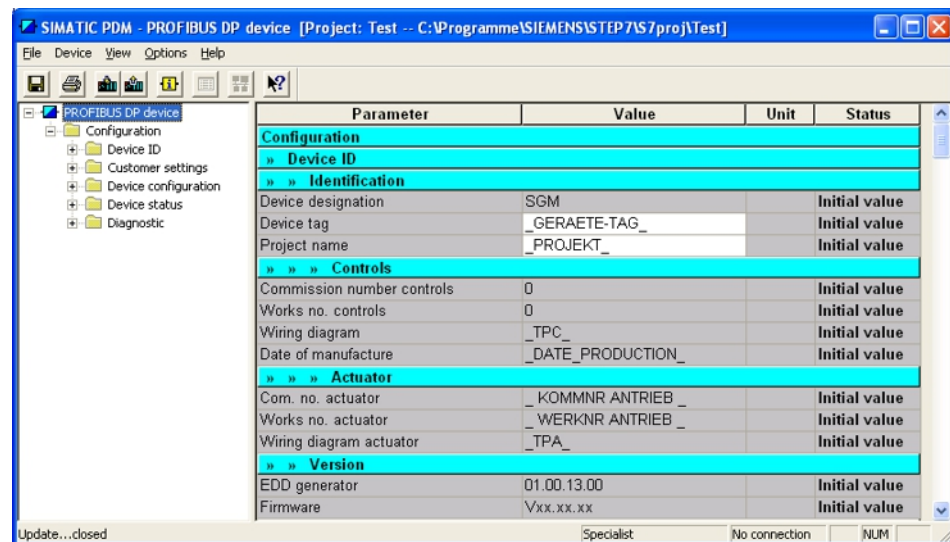 SIMATIC PDM - PROFIBUS DP device [Project: Test -- C:\Programme\SIEMENS\STEP7\S7proj\Test]
File Device View Options Help
PROFIBUS DP device
Configuration
Device ID
Customer settings
Device configuration
Device status
Diagnostic
Parameter Value Unit Status
Configuration
» Device ID
» » Identification
Device designation SGM Initial value
Device tag _GERAETE-TAG_ Initial value
Project name _PROJEKT_ Initial value
» » » Controls
Commission number controls 0 Initial value
Works no. controls 0 Initial value
Wiring diagram _TPC_ Initial value
Date of manufacture _DATE_PRODUCTION_ Initial value
» » » Actuator
Com. no. actuator _ KOMMNR ANTRIEB _ Initial value
Works no. actuator _ WERKNR ANTRIEB _ Initial value
Wiring diagram actuator _TPA_ Initial value
» » Version
EDD generator 01.00.13.00 Initial value
Firmware Vxx.xx.xx Initial value
Update...closed Specialist No connection NUM